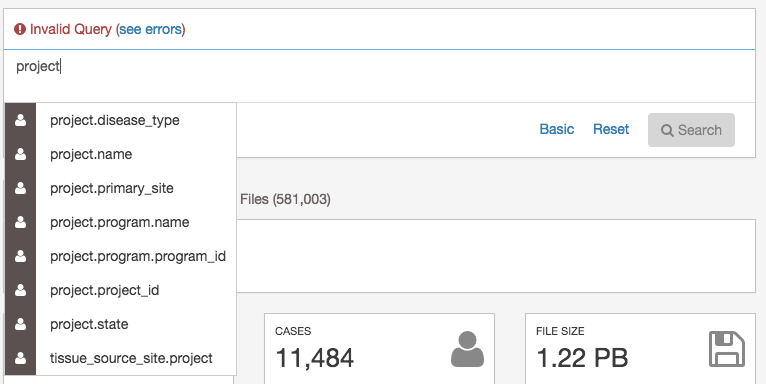 Invalid Query (see errors)
project
project.disease_type
project.name
project.primary_site
project.program.name
project.program.program_id
project.project_id
project.state
tissue_source_site.project
Basic Reset Search
Files (581,003)
CASES
11,484
FILE SIZE
1.22 PB